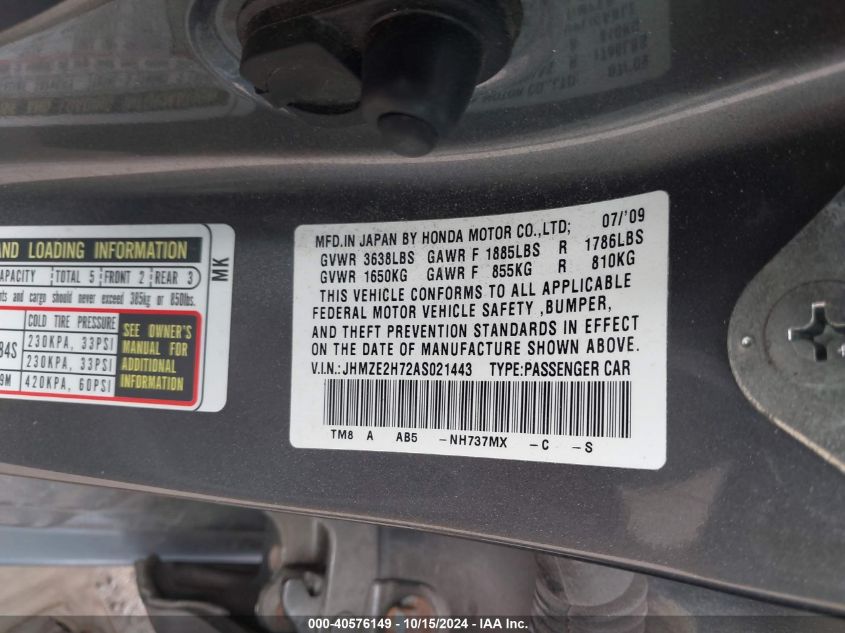 MFD.IN JAPAN BY HONDA MOTOR CO.,LTD; 07/'09
GVWR 3638LBS GAWR F 1885LBS R 1786LBS
GVWR 1650KG GAWR F 855KG R 810KG
THIS VEHICLE CONFORMS TO ALL APPLICABLE
FEDERAL MOTOR VEHICLE SAFETY ,BUMPER,
AND THEFT PREVENTION STANDARDS IN EFFECT
ON THE DATE OF MANUFACTURE SHOWN ABOVE.
V.I.N.:JHMZE2H72AS021443 TYPE:PASSENGER CAR
TM8 A AB5 -NH737MX -C -S
AND LOADING INFORMATION
CAPACITY TOTAL 5 FRONT 2 REAR 3
and cargo should never exceed 385kg or 850lbs.
COLD TIRE PRESSURE
84S 230KPA, 33PSI
230KPA, 33PSI
9M 420KPA, 60PSI
SEE OWNER'S
MANUAL FOR
ADDITIONAL
INFORMATION
MK
000-40576149 - 10/15/2024 - IAA Inc.